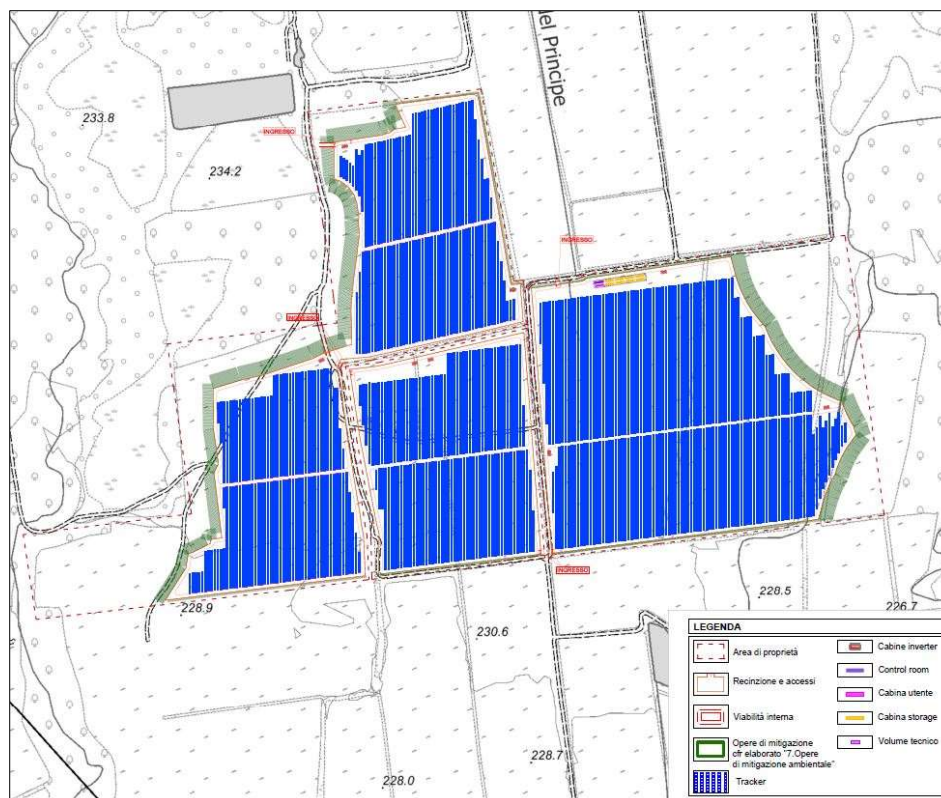 del Principe
233.8
INGRESSO
234.2
INGRESSO
INGRESSO
INGRESSO
228.9
228.5
226.7
230.6
228.7
228.0
LEGENDA
Area di proprietà
Recinzione e accessi
Viabilità interna
Opere di mitigazione
cfr elaborato "7.Opere
di mitigazione ambientale"
Tracker
Cabine inverter
Control room
Cabina utente
Cabina storage
Volume tecnico